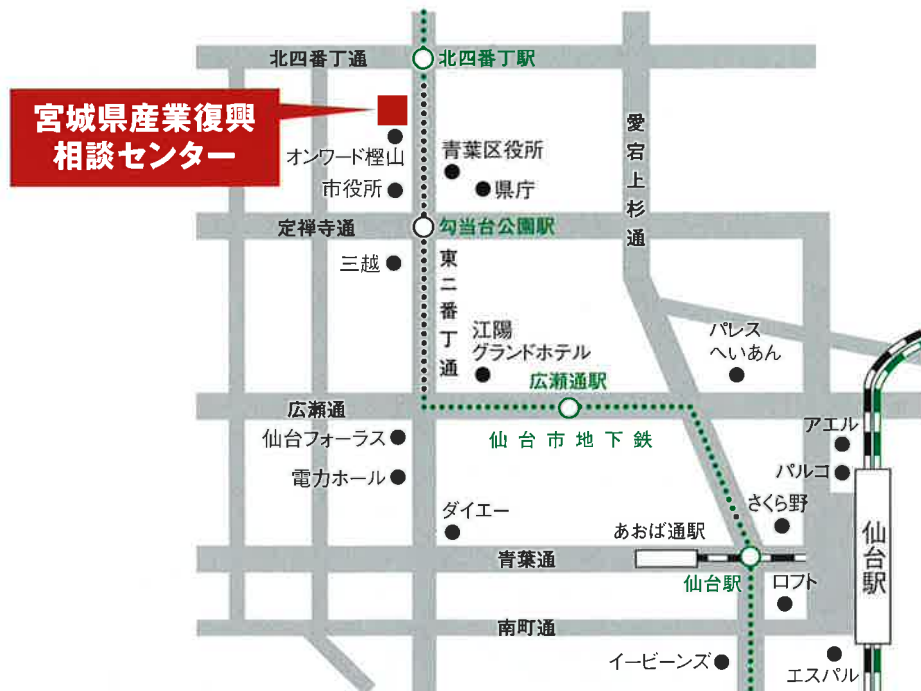 北四番丁通
北四番丁駅
宮城県産業復興
相談センター
オンワード樫山
市役所
青葉区役所
県庁
愛宕上杉通
定禅寺通
勾当台公園駅
三越
東二番丁通
江陽
グランドホテル
パレス
へいあん
広瀬通駅
広瀬通
仙台フォーラス
仙台市地下鉄
アエル
電力ホール
パルコ
さくら野
ダイエー
あおば通駅
仙台駅
青葉通
仙台駅
ロフト
南町通
イービーンズ
エスパル